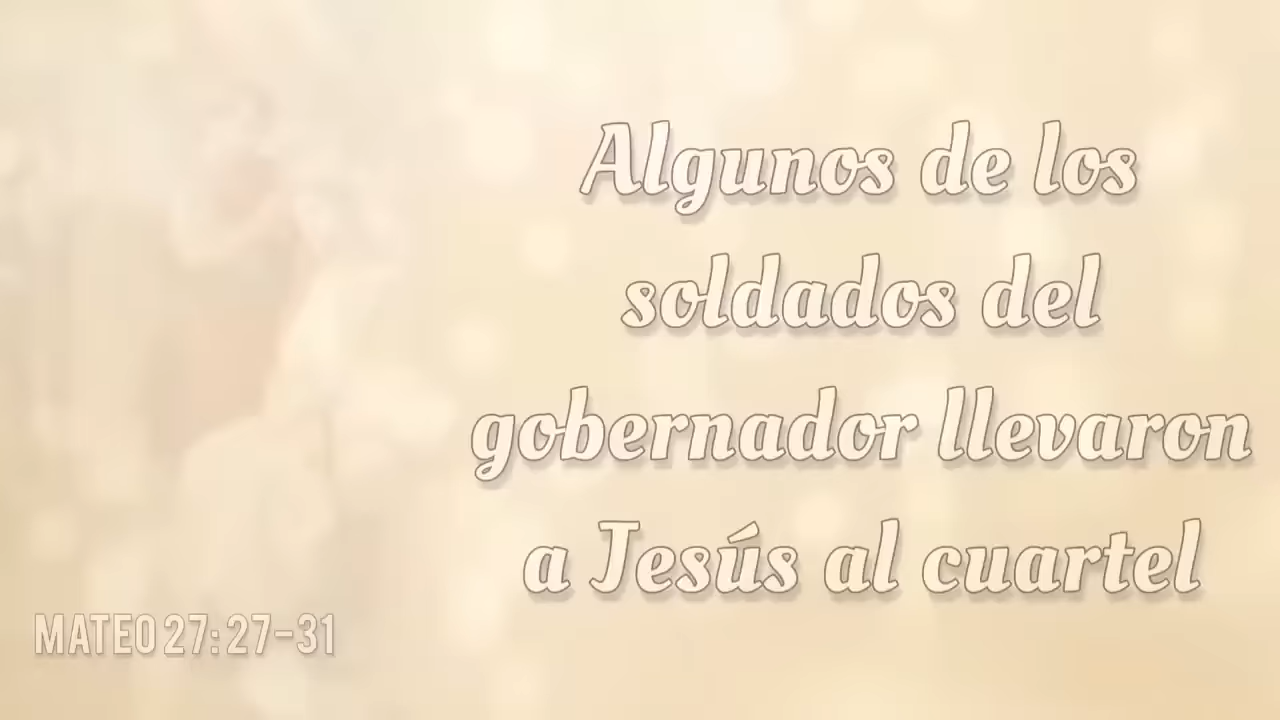 Algunos de los
soldados del
gobernador llevaron
a Jesús al cuartel
MATEO 27:27-31